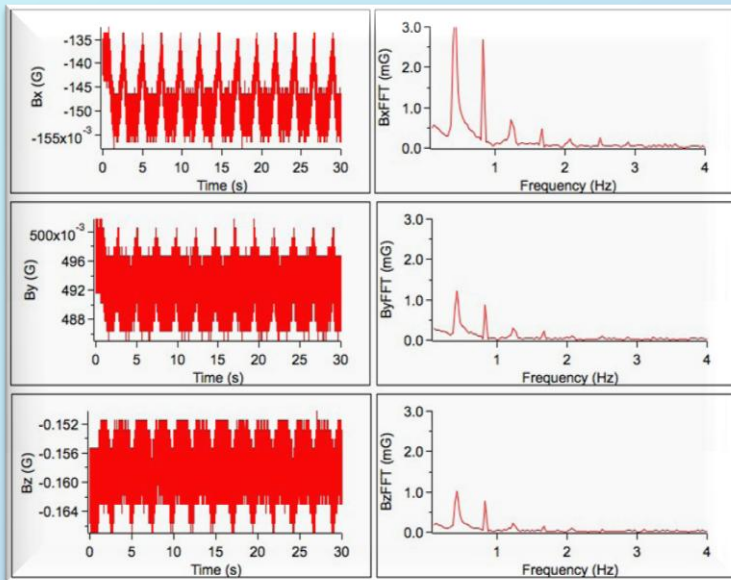 Bx (G)
-135
-140
-145
-150
-155x10⁻³
0 5 10 15 20 25 30
Time (s)
BxFFT (mG)
3.0
2.0
1.0
0.0
1 2 3 4
Frequency (Hz)
By (G)
500x10⁻³
496
492
488
0 5 10 15 20 25 30
Time (s)
ByFFT (mG)
3.0
2.0
1.0
0.0
1 2 3 4
Frequency (Hz)
Bz (G)
-0.152
-0.156
-0.160
-0.164
0 5 10 15 20 25 30
Time (s)
BzFFT (mG)
3.0
2.0
1.0
0.0
1 2 3 4
Frequency (Hz)